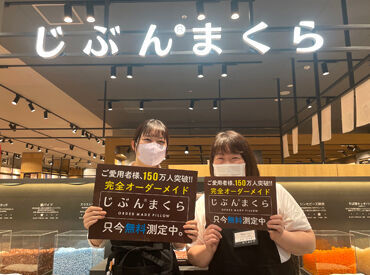 じぶんまくら
ご愛用者様、150万人突破!!
完全オーダーメイド
じぶんまくら
ORDER MADE PILLOW
只今無料測定中。
ご愛用者様、150万人突破!!
完全オーダーメイド
じぶんまくら
ORDER MADE PILLOW
只今無料測定中。